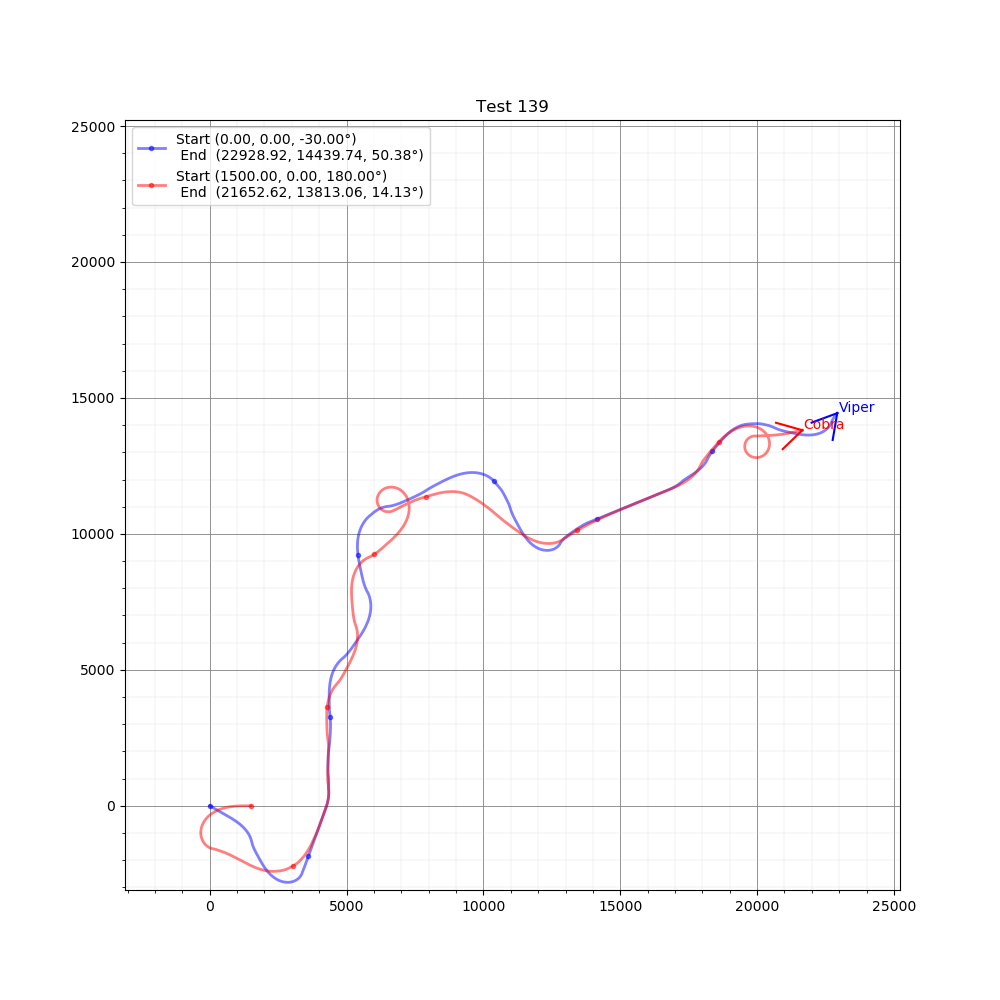 Test 139
25000
20000
15000
10000
5000
0
Start (0.00, 0.00, -30.00°)
End (22928.92, 14439.74, 50.38°)
Start (1500.00, 0.00, 180.00°)
End (21652.62, 13813.06, 14.13°)
Viper
Cobra
0 5000 10000 15000 20000 25000